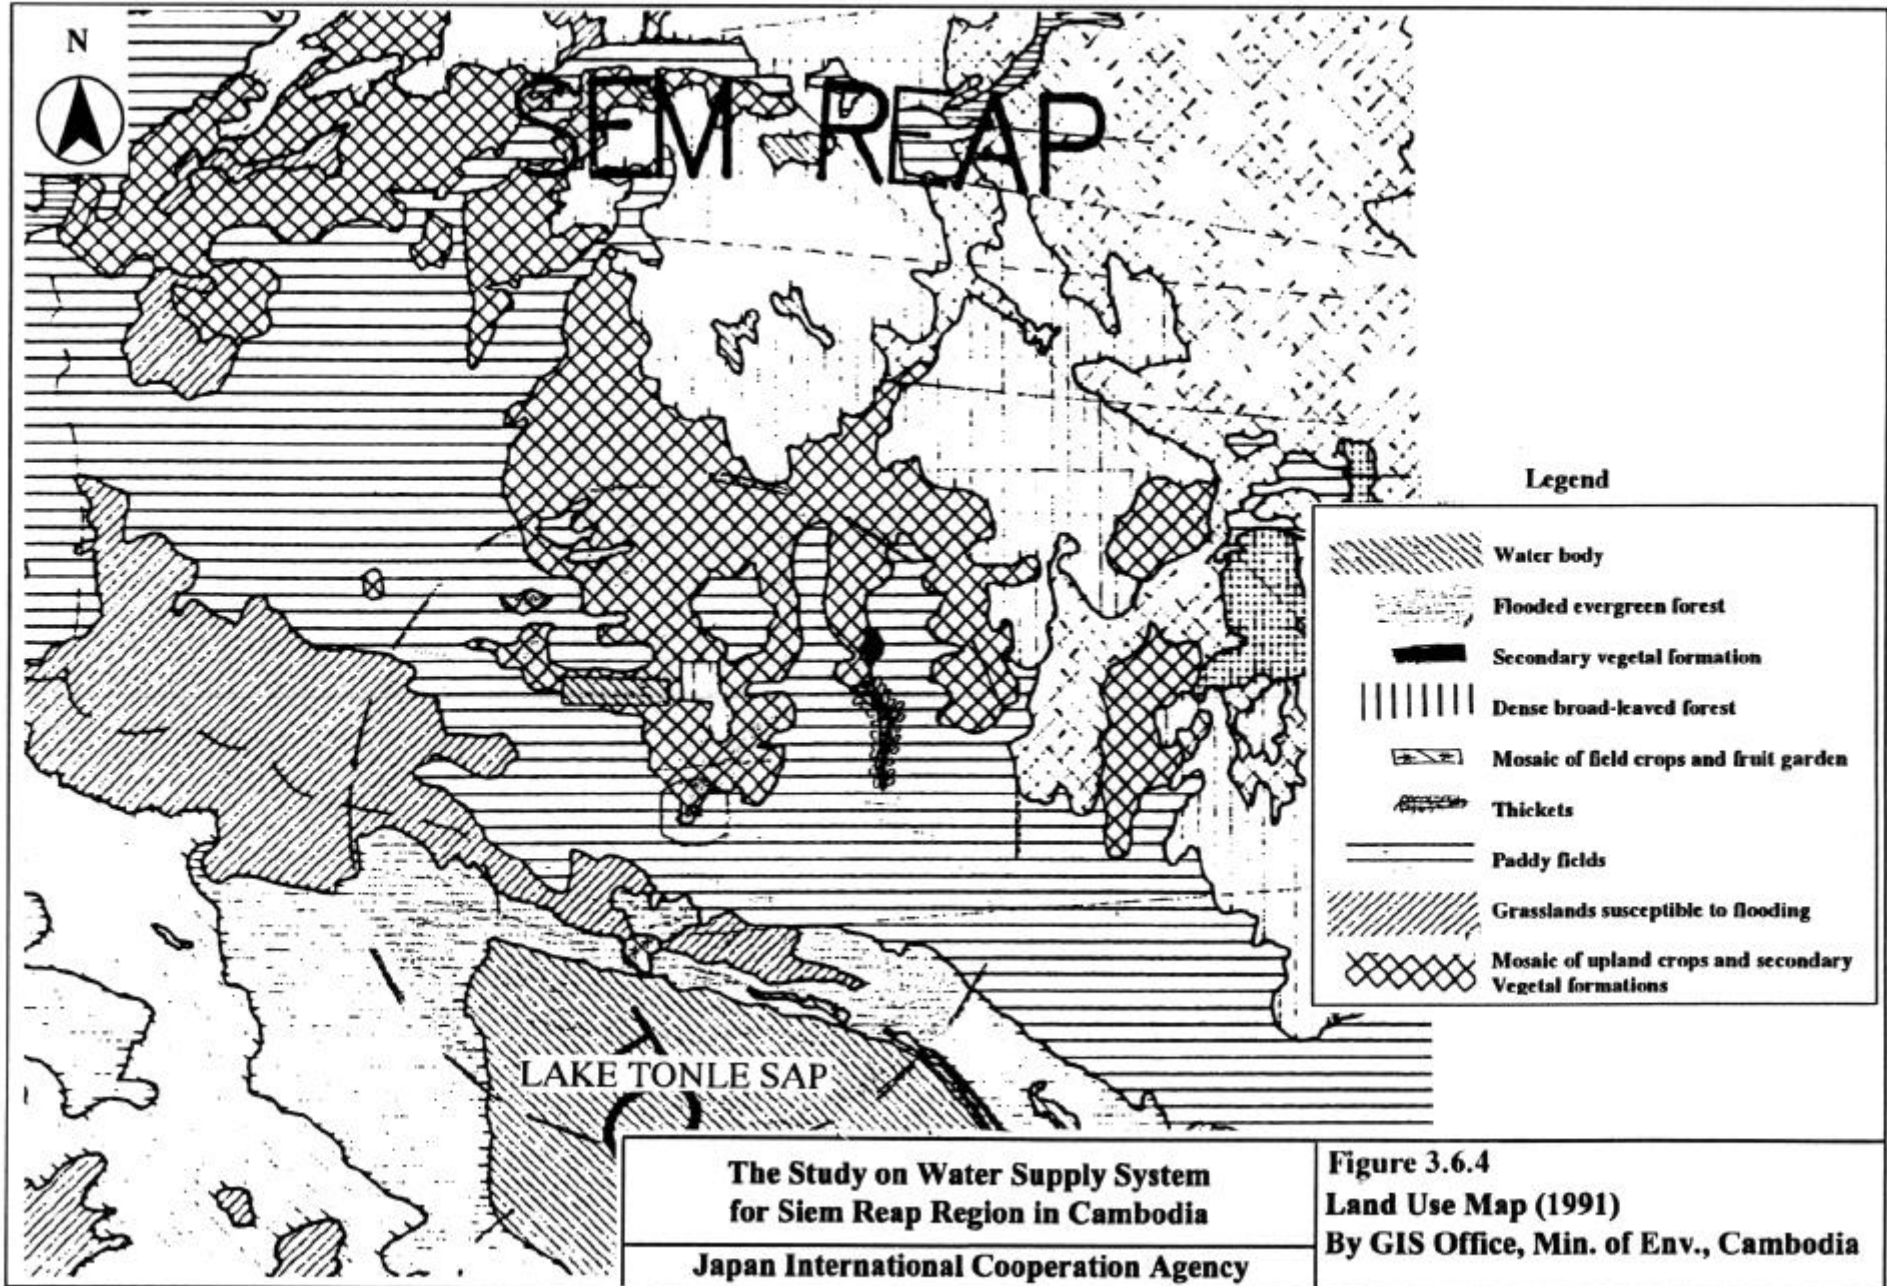 N
SEM REAP
Legend
Water body
Flooded evergreen forest
Secondary vegetal formation
Dense broad-leaved forest
Mosaic of field crops and fruit garden
Thickets
Paddy fields
Grasslands susceptible to flooding
Mosaic of upland crops and secondary
Vegetal formations
LAKE TONLE SAP
The Study on Water Supply System
for Siem Reap Region in Cambodia
Japan International Cooperation Agency
Figure 3.6.4
Land Use Map (1991)
By GIS Office, Min. of Env., Cambodia